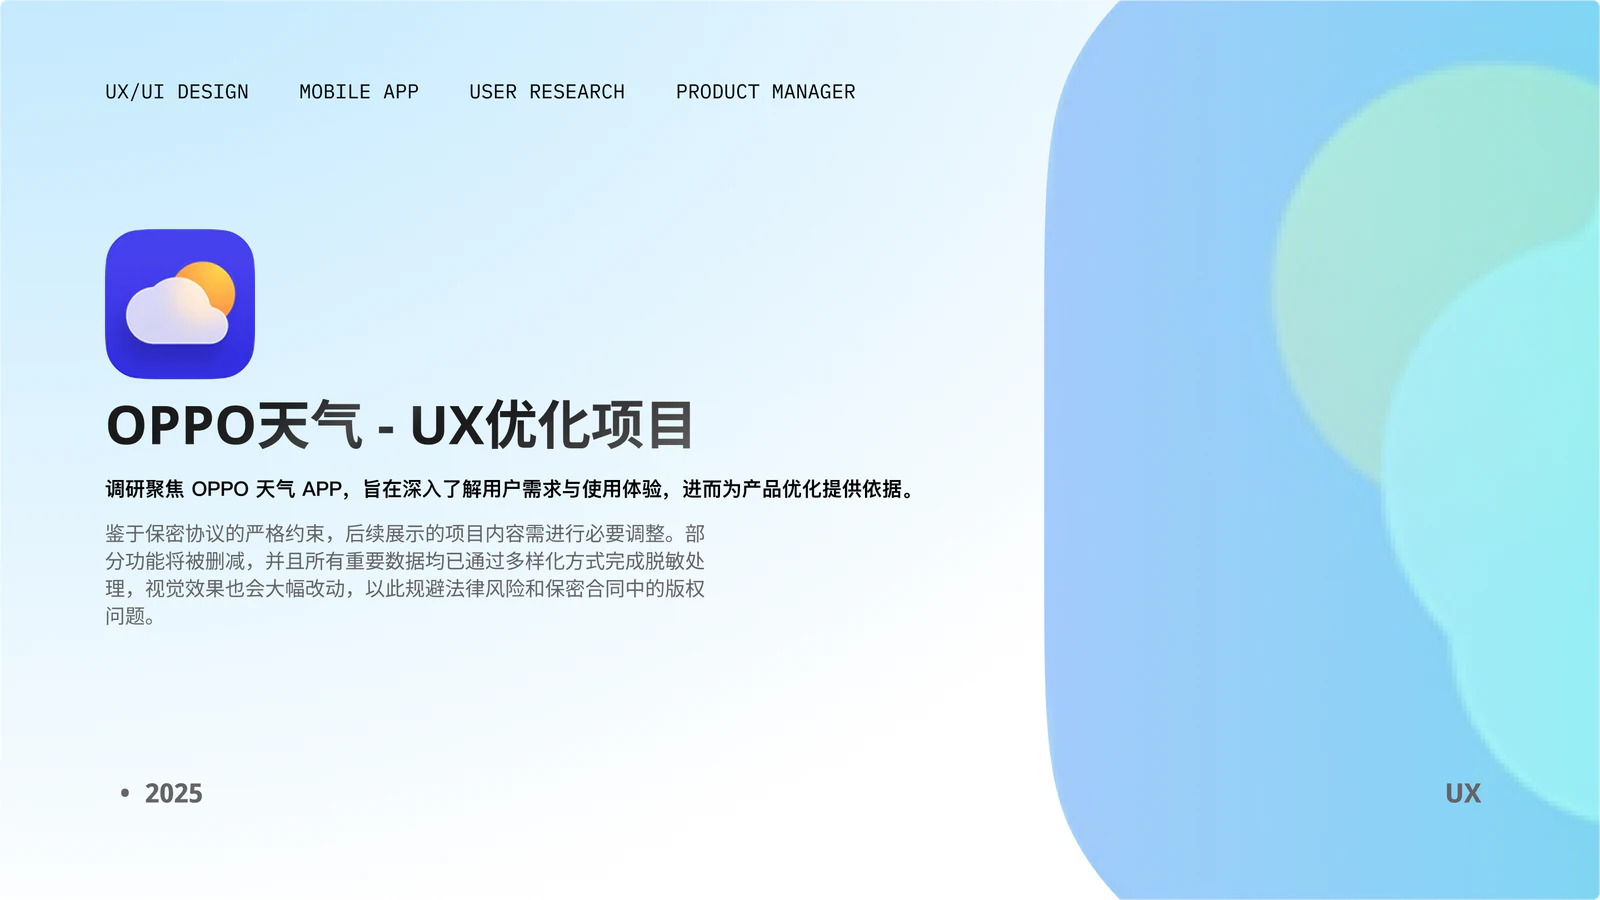 UX/UI DESIGN MOBILE APP USER RESEARCH PRODUCT MANAGER
OPPO天气 - UX优化项目
调研聚焦 OPPO 天气 APP，旨在深入了解用户需求与使用体验，进而为产品优化提供依据。
鉴于保密协议的严格约束，后续展示的项目内容需进行必要调整。部
分功能将被删减，并且所有重要数据均已通过多样化方式完成脱敏处
理，视觉效果也会大幅改动，以此规避法律风险和保密合同中的版权
问题。
• 2025
UX